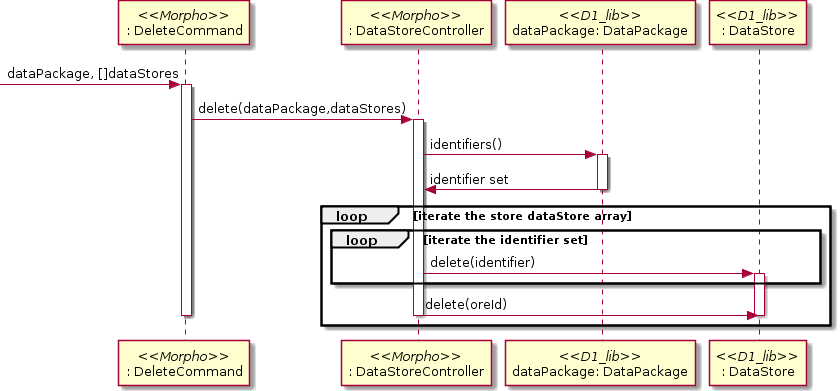 <<Morpho>>
: DeleteCommand
<<Morpho>>
: DataStoreController
<<D1_lib>>
dataPackage: DataPackage
<<D1_lib>>
: DataStore
dataPackage, []dataStores
delete(dataPackage,dataStores)
identifiers()
identifier set
loop [iterate the store dataStore array]
loop [iterate the identifier set]
delete(identifier)
delete(oreId)
<<Morpho>>
: DeleteCommand
<<Morpho>>
: DataStoreController
<<D1_lib>>
dataPackage: DataPackage
<<D1_lib>>
: DataStore